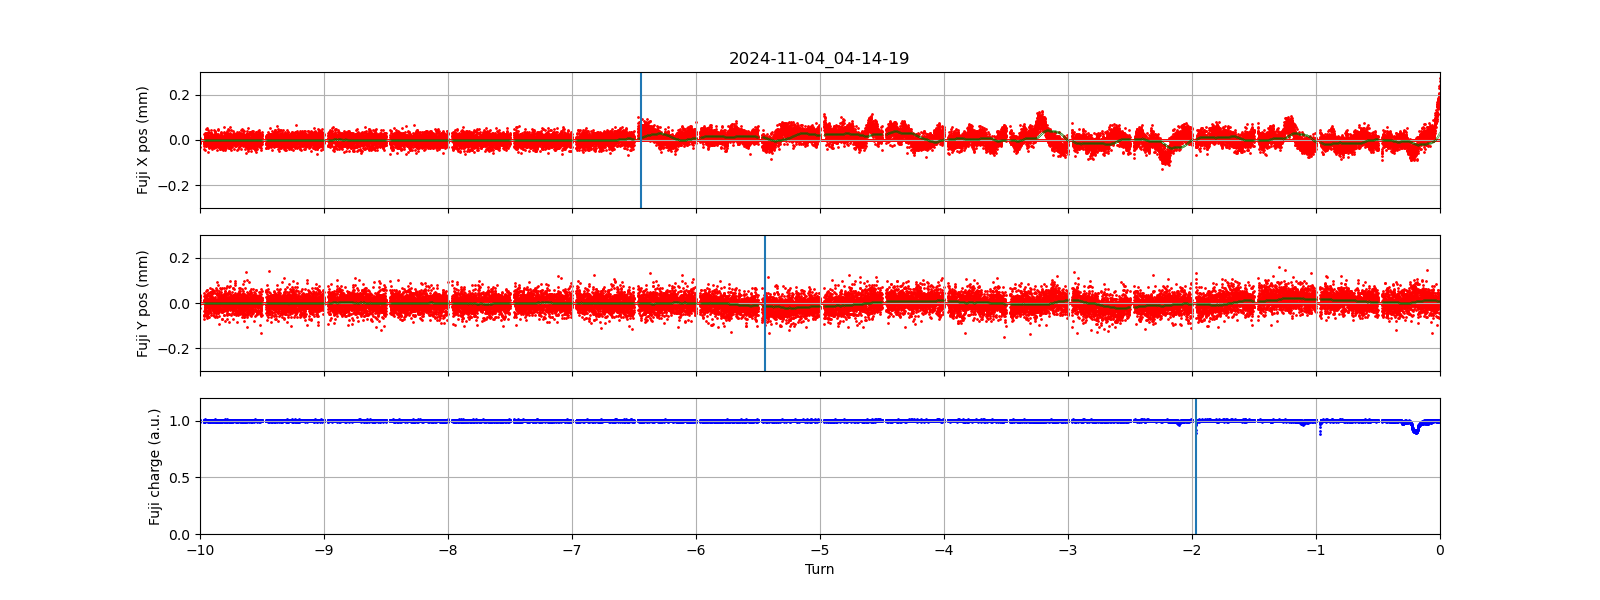 2024-11-04_04-14-19
Fuji X pos (mm)
0.2
0.0
−0.2
Fuji Y pos (mm)
0.2
0.0
−0.2
Fuji charge (a.u.)
1.0
0.5
0.0
−10 −9 −8 −7 −6 −5 −4 −3 −2 −1 0
Turn